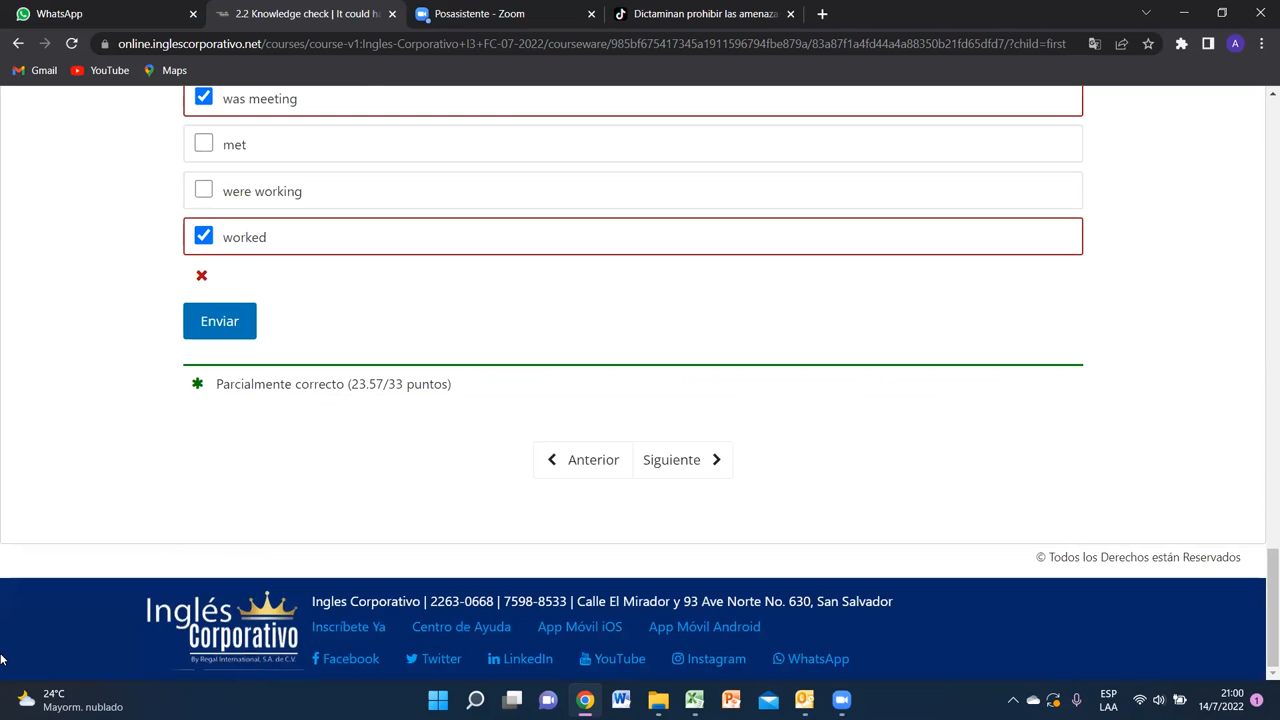 WhatsApp
2.2 Knowledge check | It could h
Posasistente - Zoom
Dictaminan prohibir las amenaza
online.inglescorporativo.net/courses/course-v1:Ingles-Corporativo+I3+FC-07-2022/courseware/985bf675417345a1911596794fbe879a/83a87f1a4fd44a4a88350b21fd65dfd7/?child=first
A
Gmail
YouTube
Maps
was meeting
met
were working
worked
Enviar
Parcialmente correcto (23.57/33 puntos)
Anterior
Siguiente
© Todos los Derechos están Reservados
Inglés
Corporativo
By Regal International, S.A. de C.V.
Ingles Corporativo | 2263-0668 | 7598-8533 | Calle El Mirador y 93 Ave Norte No. 630, San Salvador
Inscríbete Ya
Centro de Ayuda
App Móvil iOS
App Móvil Android
Facebook
Twitter
LinkedIn
YouTube
Instagram
WhatsApp
24°C
Mayorm. nublado
ESP
LAA
21:00
14/7/2022
1